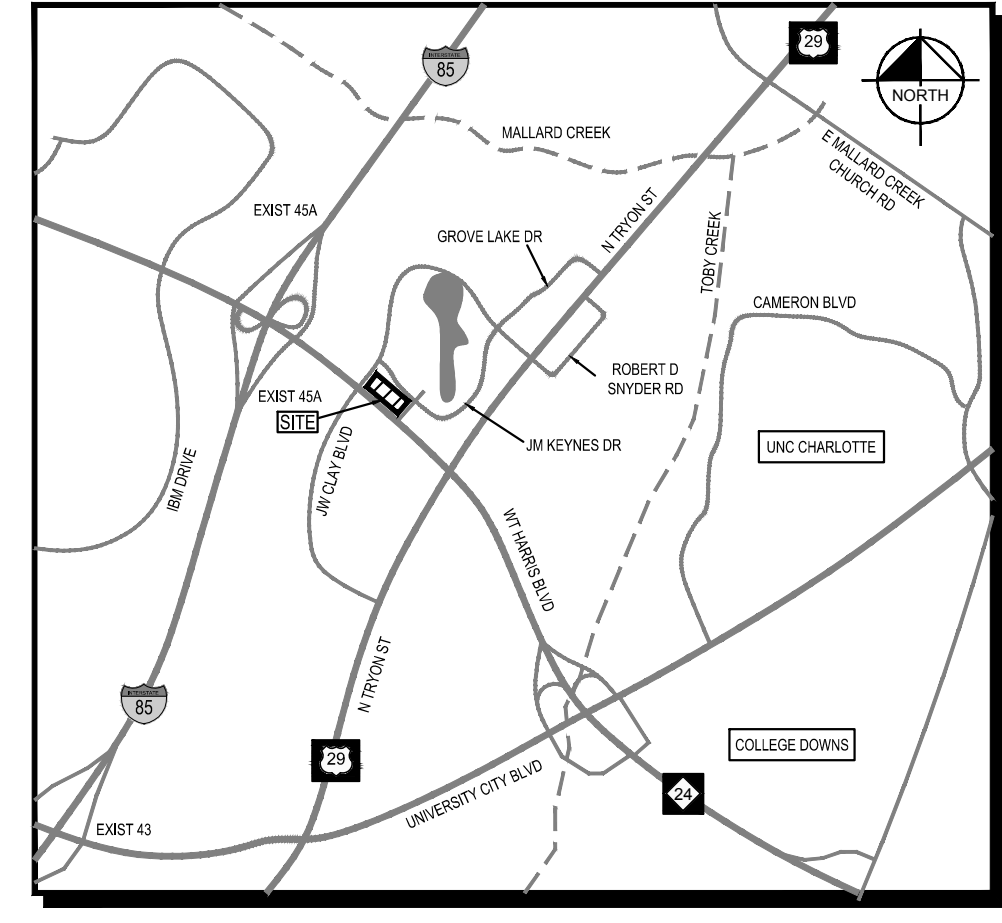 29
INTERSTATE
85
NORTH
MALLARD CREEK
E MALLARD CREEK
CHURCH RD
EXIST 45A
N TRYON ST
GROVE LAKE DR
TOBY CREEK
CAMERON BLVD
ROBERT D
SNYDER RD
EXIST 45A
SITE
JM KEYNES DR
UNC CHARLOTTE
JW CLAY BLVD
IBM DRIVE
WT HARRIS BLVD
N TRYON ST
INTERSTATE
85
COLLEGE DOWNS
29
UNIVERSITY CITY BLVD
24
EXIST 43